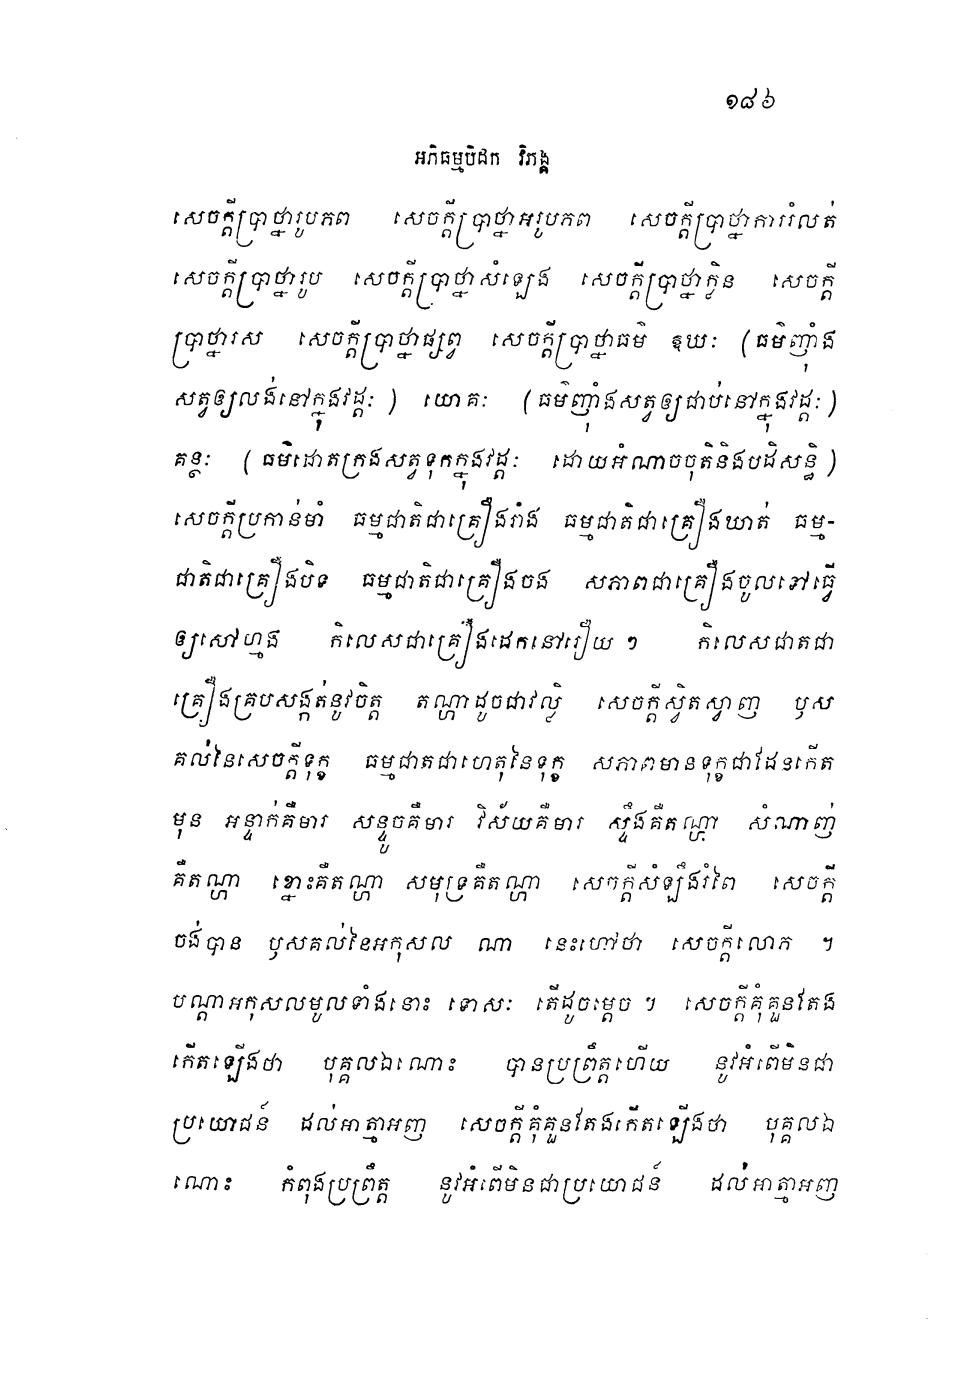 ១៨៦
អភិធម្មបិដក វិភង្គ
សេចក្តីប្រាថ្នារូបភព សេចក្តីប្រាថ្នាអរូបភព សេចក្តីប្រាថ្នាការរំលត់
សេចក្តីប្រាថ្នារូប សេចក្តីប្រាថ្នាសំឡេង សេចក្តីប្រាថ្នាក្លិន សេចក្តី
ប្រាថ្នារស សេចក្តីប្រាថ្នាផ្សព្វ សេចក្តីប្រាថ្នាធម៌ ឱឃៈ (ធម៌ញ៉ាំង
សត្វឲ្យលង់នៅក្នុងវដ្តៈ) យោគៈ (ធម៌ញ៉ាំងសត្វឲ្យជាប់នៅក្នុងវដ្តៈ)
គន្ថៈ (ធម៌ដោតក្រងសត្វទុកក្នុងវដ្តៈ ដោយអំណាចចុតិនិងបដិសន្ធិ)
សេចក្តីប្រកាន់មាំ ធម្មជាតិជាគ្រឿងរាំង ធម្មជាតិជាគ្រឿងឃាត់ ធម្ម-
ជាតិជាគ្រឿងបិទ ធម្មជាតិជាគ្រឿងចង សភាពជាគ្រឿងចូលទៅធ្វើ
ឲ្យសៅហ្មង កិលេសជាគ្រឿងដេកនៅរឿយៗ កិលេសជាតជា
គ្រឿងគ្របសង្កត់នូវចិត្ត តណ្ហាដូចជាវល្លិ សេចក្តីស្វិតស្វាញ ឫស
គល់នៃសេចក្តីទុក្ខ ធម្មជាតជាហេតុនៃទុក្ខ សភាពមានទុក្ខជាដែនកើត
មុន អន្ទាក់គឺមារ សន្ទូចគឺមារ វិស័យគឺមារ ស្ទឹងគឺតណ្ហា សំណាញ់
គឺតណ្ហា ខ្នោះគឺតណ្ហា សមុទ្រគឺតណ្ហា សេចក្តីសំឡឹងរំពៃ សេចក្តី
ចង់បាន ឫសគល់នៃអកុសល ណា នេះហៅថា សេចក្តីលោភ ។
បណ្តាអកុសលមូលទាំងនោះ ទោសៈ តើដូចម្តេច ។ សេចក្តីគុំគួនតែង
កើតឡើងថា បុគ្គលឯណោះ បានប្រព្រឹត្តហើយ នូវអំពើមិនជា
ប្រយោជន៍ ដល់អាត្មាអញ សេចក្តីគុំគួនតែងកើតឡើងថា បុគ្គលឯ
ណោះ កំពុងប្រព្រឹត្ត នូវអំពើមិនជាប្រយោជន៍ ដល់អាត្មាអញ